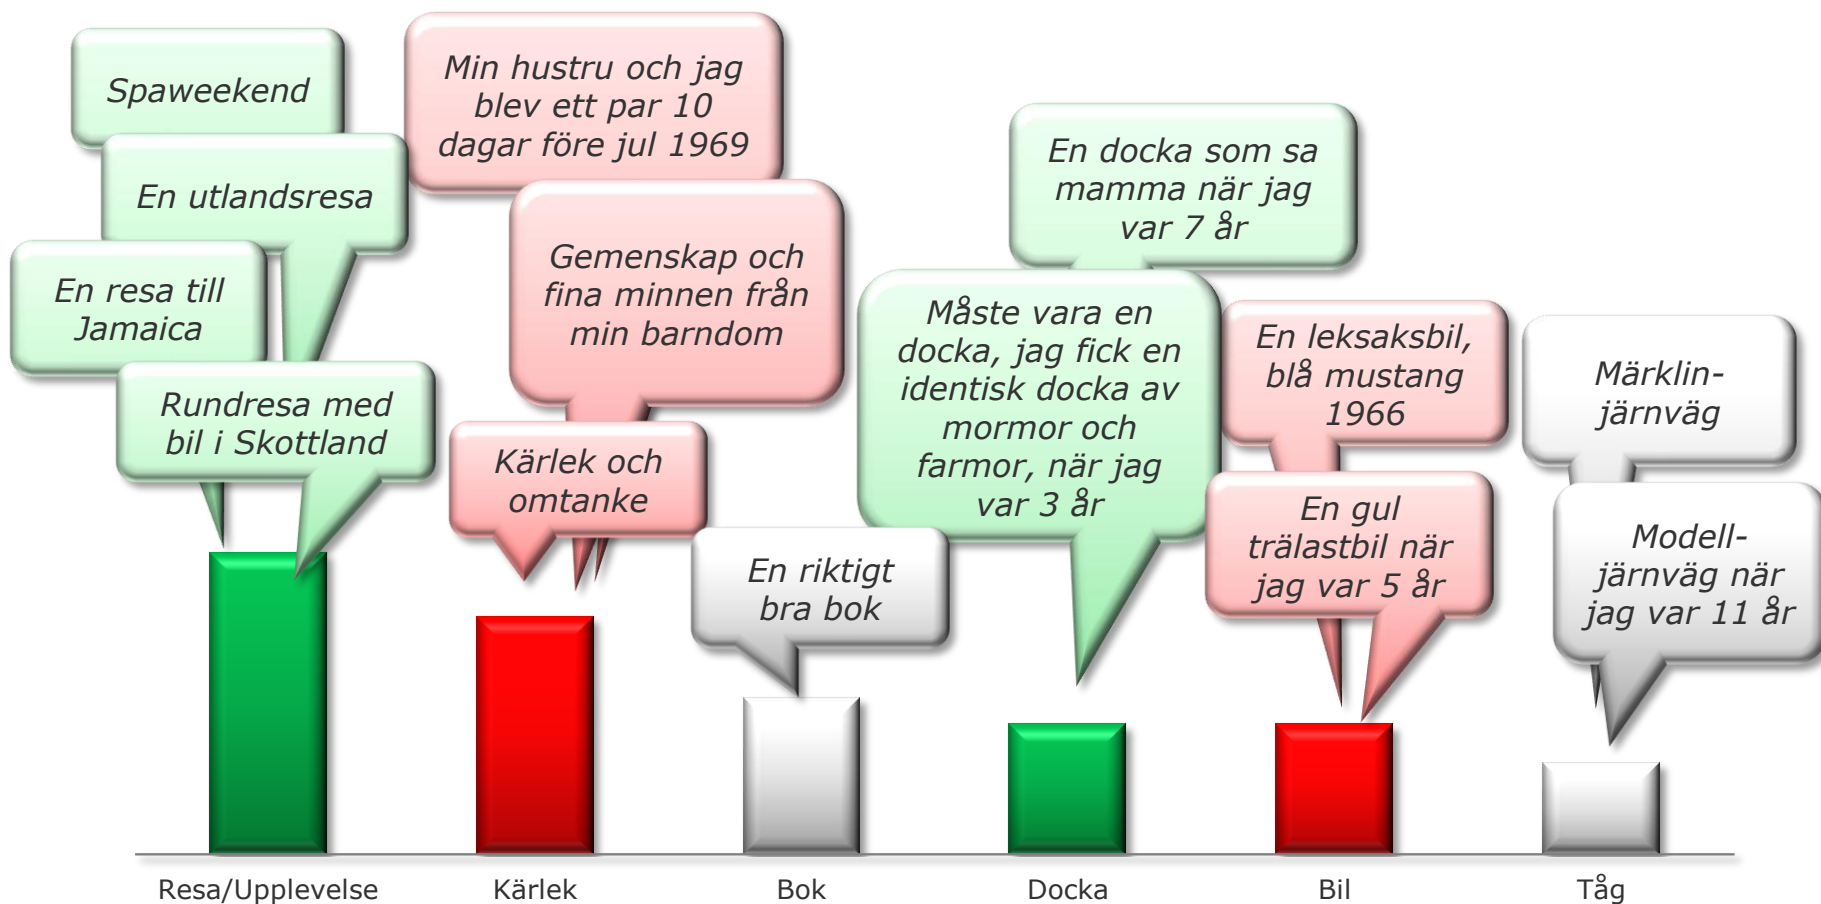 Spaweekend
En utlandsresa
En resa till
Jamaica
Rundresa med
bil i Skottland
Min hustru och jag
blev ett par 10
dagar före jul 1969
Gemenskap och
fina minnen från
min barndom
Kärlek och
omtanke
En riktigt
bra bok
En docka som sa
mamma när jag
var 7 år
Måste vara en
docka, jag fick en
identisk docka av
mormor och
farmor, när jag
var 3 år
En leksaksbil,
blå mustang
1966
En gul
trälastbil när
jag var 5 år
Märklin-
järnväg
Modell-
järnväg när
jag var 11 år
Resa/Upplevelse
Kärlek
Bok
Docka
Bil
Tåg